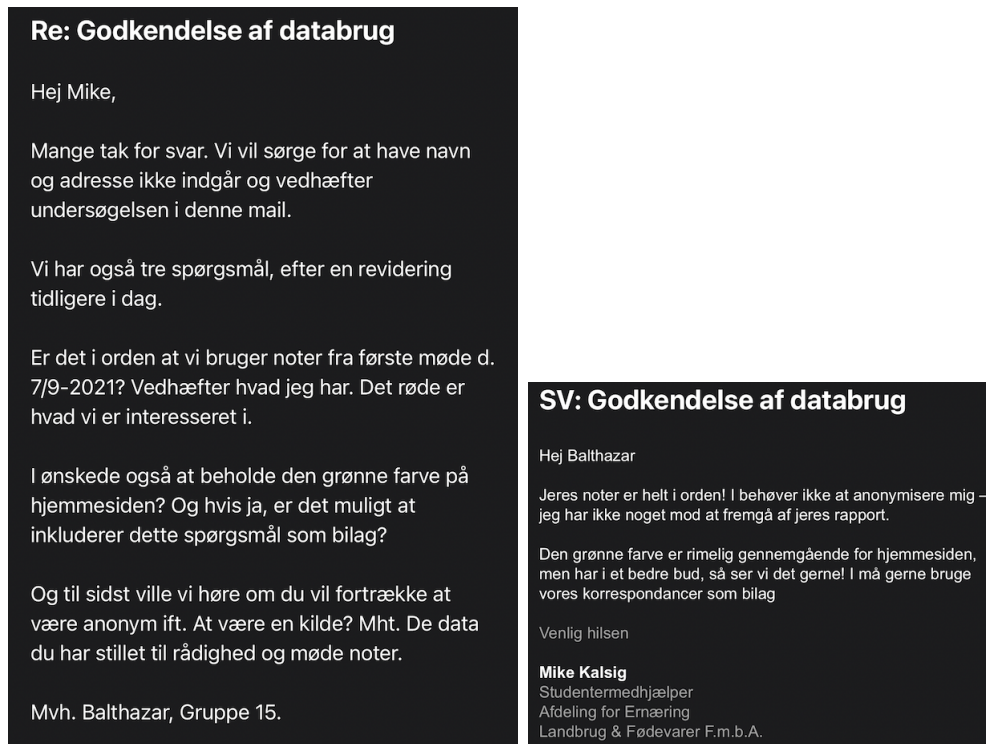 Re: Godkendelse af databrug
Hej Mike,
Mange tak for svar. Vi vil sørge for at have navn
og adresse ikke indgår og vedhæfter
undersøgelsen i denne mail.
Vi har også tre spørgsmål, efter en revidering
tidligere i dag.
Er det i orden at vi bruger noter fra første møde d.
7/9-2021? Vedhæfter hvad jeg har. Det røde er
hvad vi er interesseret i.
I ønskede også at beholde den grønne farve på
hjemmesiden? Og hvis ja, er det muligt at
inkluderer dette spørgsmål som bilag?
Og til sidst ville vi høre om du vil fortrække at
være anonym ift. At være en kilde? Mht. De data
du har stillet til rådighed og møde noter.
Mvh. Balthazar, Gruppe 15.
SV: Godkendelse af databrug
Hej Balthazar
Jeres noter er helt i orden! I behøver ikke at anonymisere mig –
jeg har ikke noget mod at fremgå af jeres rapport.
Den grønne farve er rimelig gennemgående for hjemmesiden,
men har i et bedre bud, så ser vi det gerne! I må gerne bruge
vores korrespondancer som bilag
Venlig hilsen
Mike Kalsig
Studentermedhjælper
Afdeling for Ernæring
Landbrug & Fødevarer F.m.b.A.